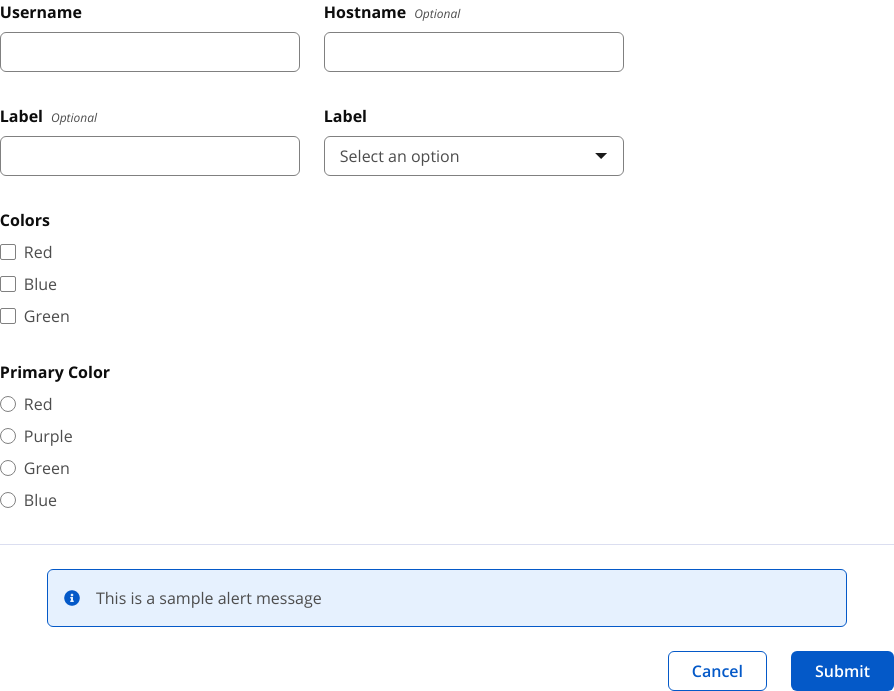 Username
Hostname Optional
Label Optional
Label
Select an option
Colors
Red
Blue
Green
Primary Color
Red
Purple
Green
Blue
This is a sample alert message
Cancel
Submit